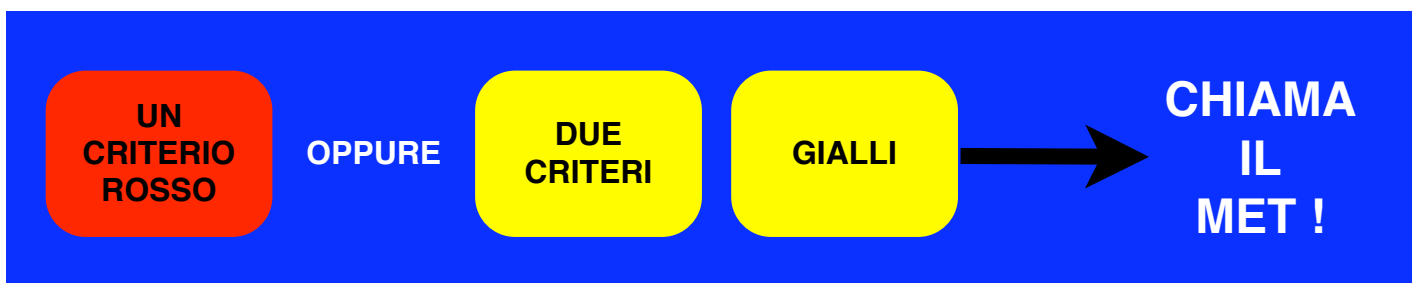 UN
CRITERIO
ROSSO
OPPURE
DUE
CRITERI
GIALLI
CHIAMA
IL
MET !